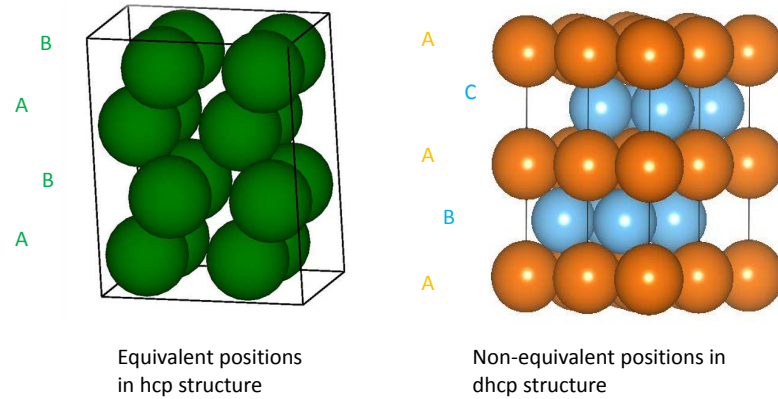 B
A
B
A
Equivalent positions
in hcp structure
A
C
A
B
A
Non-equivalent positions in
dhcp structure